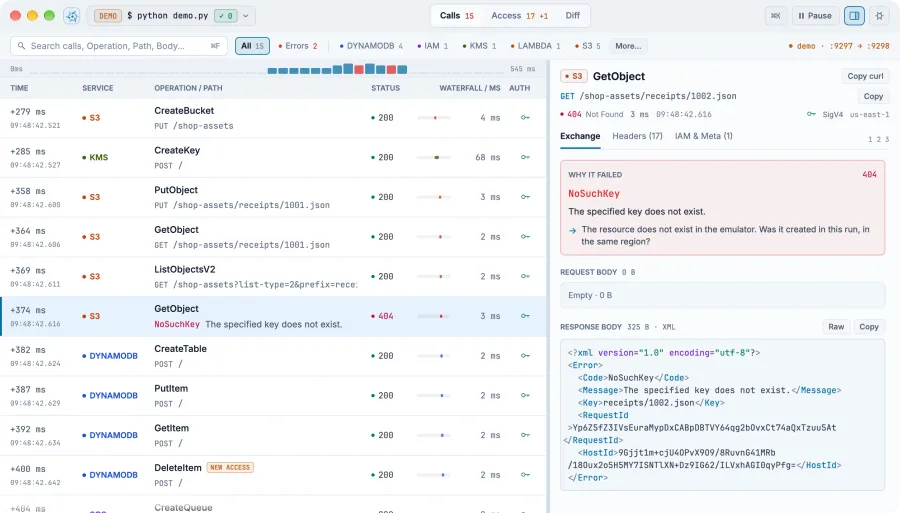 DEMO $ python demo.py ✓ 0
Calls 15 Access 17 +1 Diff
⌘K Pause
Search calls, Operation, Path, Body... ⌘F
All 15 Errors 2 DYNAMODB 4 IAM 1 KMS 1 LAMBDA 1 S3 5 More...
demo · :9297 → :9298
0ms 545 ms
TIME SERVICE OPERATION / PATH STATUS WATERFALL / MS AUTH
+279 ms
09:48:42.521
S3
CreateBucket
PUT /shop-assets
200 4 ms
+285 ms
09:48:42.527
KMS
CreateKey
POST /
200 68 ms
+358 ms
09:48:42.600
S3
PutObject
PUT /shop-assets/receipts/1001.json
200 3 ms
+364 ms
09:48:42.606
S3
GetObject
GET /shop-assets/receipts/1001.json
200 2 ms
+369 ms
09:48:42.611
S3
ListObjectsV2
GET /shop-assets?list-type=2&prefix=rece
200 2 ms
+374 ms
09:48:42.616
S3
GetObject
NoSuchKey The specified key does not exist.
404 3 ms
+382 ms
09:48:42.624
DYNAMODB
CreateTable
POST /
200 2 ms
+387 ms
09:48:42.629
DYNAMODB
PutItem
POST /
200 2 ms
+392 ms
09:48:42.634
DYNAMODB
GetItem
POST /
200 2 ms
+400 ms
09:48:42.642
DYNAMODB
DeleteItem NEW ACCESS
POST /
200 2 ms
+404 ms
CreateQueue
S3 GetObject Copy curl
GET /shop-assets/receipts/1002.json Copy
404 Not Found 3 ms 09:48:42.616 SigV4 us-east-1
Exchange Headers (17) IAM & Meta (1) 1 2 3
WHY IT FAILED 404
NoSuchKey
The specified key does not exist.
→ The resource does not exist in the emulator. Was it created in this run, in
the same region?
REQUEST BODY 0 B
Empty · 0 B
RESPONSE BODY 325 B · XML Raw Copy
<?xml version="1.0" encoding="utf-8"?>
<Error>
<Code>NoSuchKey</Code>
<Message>The specified key does not exist.</Message>
<Key>receipts/1002.json</Key>
<RequestId
</RequestId>
</HostId>
</Error>